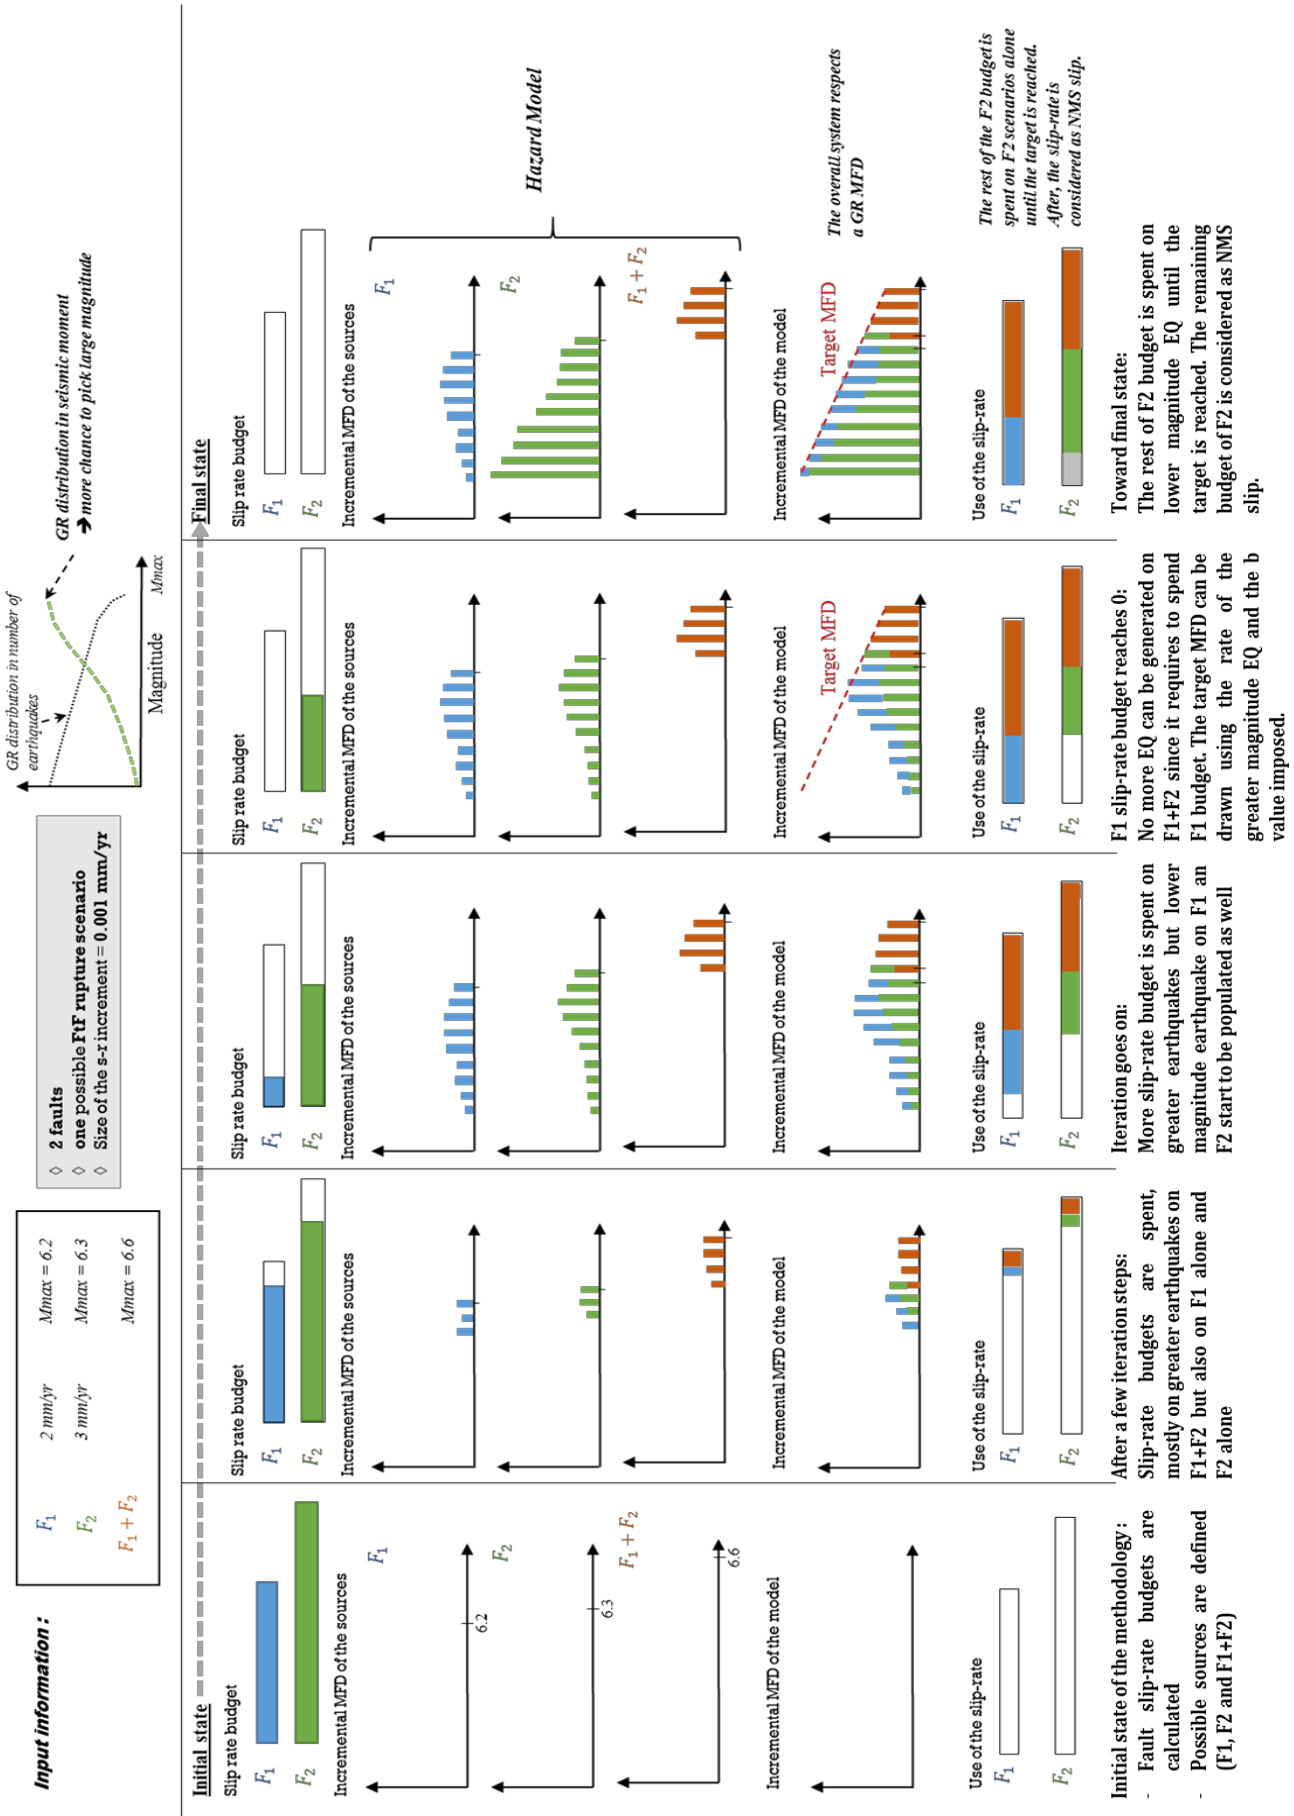 Input information :
F1 2 mm/yr Mmax = 6.2
F2 3 mm/yr Mmax = 6.3
F1 + F2 Mmax = 6.6
◊ 2 faults
◊ one possible FtF rupture scenario
◊ Size of the s-r increment = 0.001 mm/yr
GR distribution in number of
earthquakes
Magnitude
Mmax
GR distribution in seismic moment
➔ more chance to pick large magnitude
Initial state
Final state
Slip rate budget
F1
F2
Incremental MFD of the sources
F1
6.2
F2
6.3
F1 + F2
6.6
Incremental MFD of the model
Use of the slip-rate
F1
F2
Initial state of the methodology :
- Fault slip-rate budgets are
calculated
- Possible sources are defined
(F1, F2 and F1+F2)
Slip rate budget
F1
F2
Incremental MFD of the sources
Incremental MFD of the model
Use of the slip-rate
F1
F2
After a few iteration steps:
Slip-rate budgets are spent,
mostly on greater earthquakes on
F1+F2 but also on F1 alone and
F2 alone
Slip rate budget
F1
F2
Incremental MFD of the sources
Incremental MFD of the model
Use of the slip-rate
F1
F2
Iteration goes on:
More slip-rate budget is spent on
greater earthquakes but lower
magnitude earthquake on F1 an
F2 start to be populated as well
Slip rate budget
F1
F2
Incremental MFD of the sources
Incremental MFD of the model
Target MFD
Use of the slip-rate
F1
F2
F1 slip-rate budget reaches 0:
No more EQ can be generated on
F1+F2 since it requires to spend
F1 budget. The target MFD can be
drawn using the rate of the
greater magnitude EQ and the b
value imposed.
Slip rate budget
F1
F2
Incremental MFD of the sources
F1
F2
F1 + F2
Hazard Model
Incremental MFD of the model
Target MFD
The overall system respects
a GR MFD
Use of the slip-rate
F1
F2
The rest of the F2 budget is
spent on F2 scenarios alone
until the target is reached.
After, the slip-rate is
considered as NMS slip.
Toward final state:
The rest of F2 budget is spent on
lower magnitude EQ until the
target is reached. The remaining
budget of F2 is considered as NMS
slip.